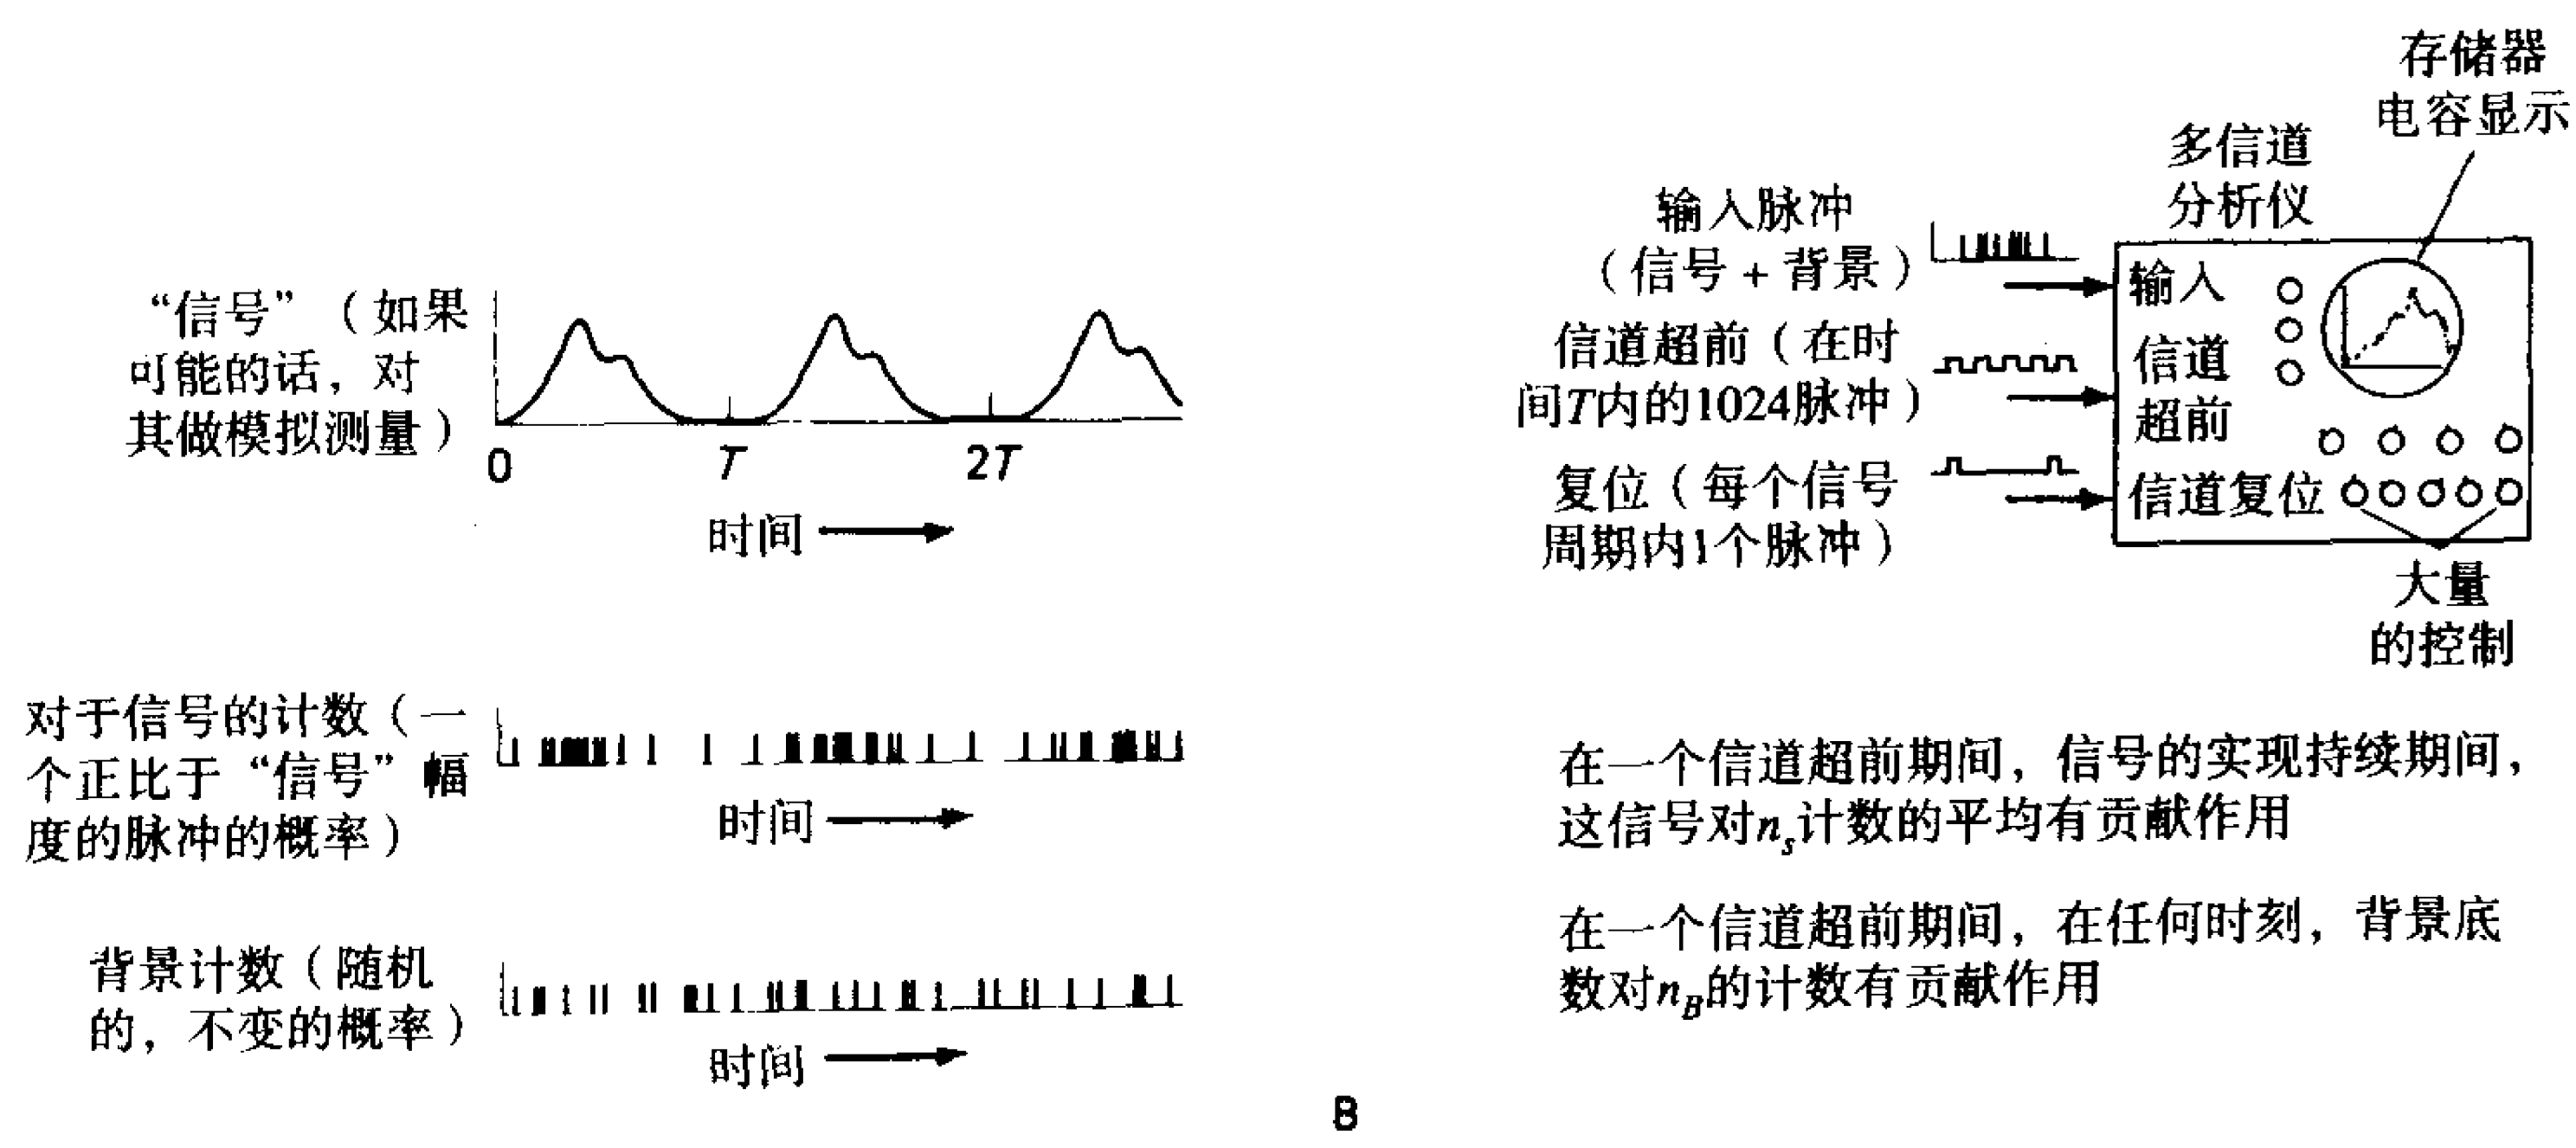 “信号”（如果
可能的话，对
其做模拟测量）
0
T
2T
时间
对于信号的计数（一
个正比于“信号”幅
度的脉冲的概率）
时间
背景计数（随机
的，不变的概率）
时间
存储器
电容显示
多信道
分析仪
输入脉冲
（信号+背景）
信道超前（在时
间T内的1024脉冲）
复位（每个信号
周期内1个脉冲）
输入
信道
超前
信道复位
大量
的控制
在一个信道超前期间，信号的实现持续期间，
这信号对nₛ计数的平均有贡献作用
在一个信道超前期间，在任何时刻，背景底
数对n_B的计数有贡献作用
B